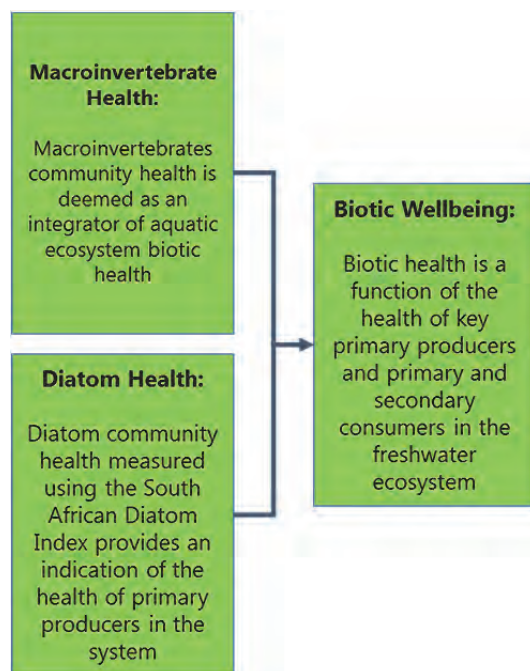 Macroinvertebrate
Health:
Macroinvertebrates
community health is
deemed as an
integrator of aquatic
ecosystem biotic
health
Diatom Health:
Diatom community
health measured
using the South
African Diatom
Index provides an
indication of the
health of primary
producers in the
system
Biotic Wellbeing:
Biotic health is a
function of the
health of key
primary producers
and primary and
secondary
consumers in the
freshwater
ecosystem